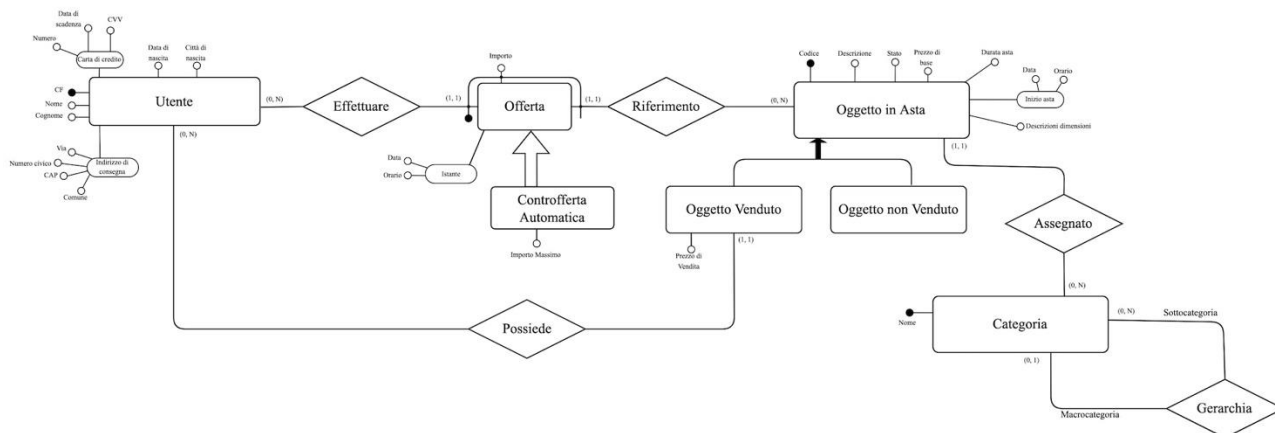 Data di
scadenza
CVV
Numero
Carta di credito
Data di
nascita
Città di
nascita
CF
Nome
Cognome
Utente
(0, N)
(0, N)
Via
Numero civico
Indirizzo di
consegna
CAP
Comune
Effettuare
(1, 1)
Importo
Offerta
(1, 1)
Data
Orario
Istante
Controfferta
Automatica
Importo Massimo
Riferimento
(0, N)
Codice
Descrizione
Stato
Prezzo di
base
Durata asta
Data
Orario
Inizio asta
Oggetto in Asta
Descrizioni dimensioni
(1, 1)
Oggetto Venduto
Oggetto non Venduto
(1, 1)
Prezzo di
Vendita
Possiede
Assegnato
(0, N)
Nome
Categoria
(0, N)
Sottocategoria
(0, 1)
Macrocategoria
Gerarchia